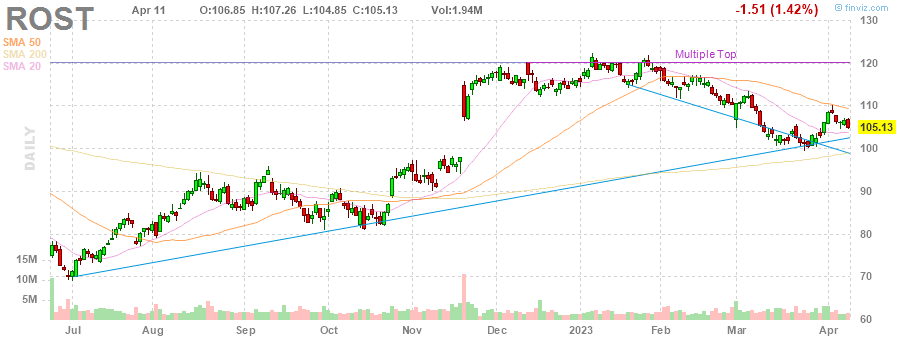 ROST Apr 11 O:106.85 H:107.26 L:104.85 C:105.13 Vol:1.94M -1.51 (1.42%) © finviz.com
SMA 50
SMA 200
SMA 20
Multiple Top
DAILY
130
120
110
105.13
100
90
80
70
60
15M
10M
5M
Jul Aug Sep Oct Nov Dec 2023 Feb Mar Apr